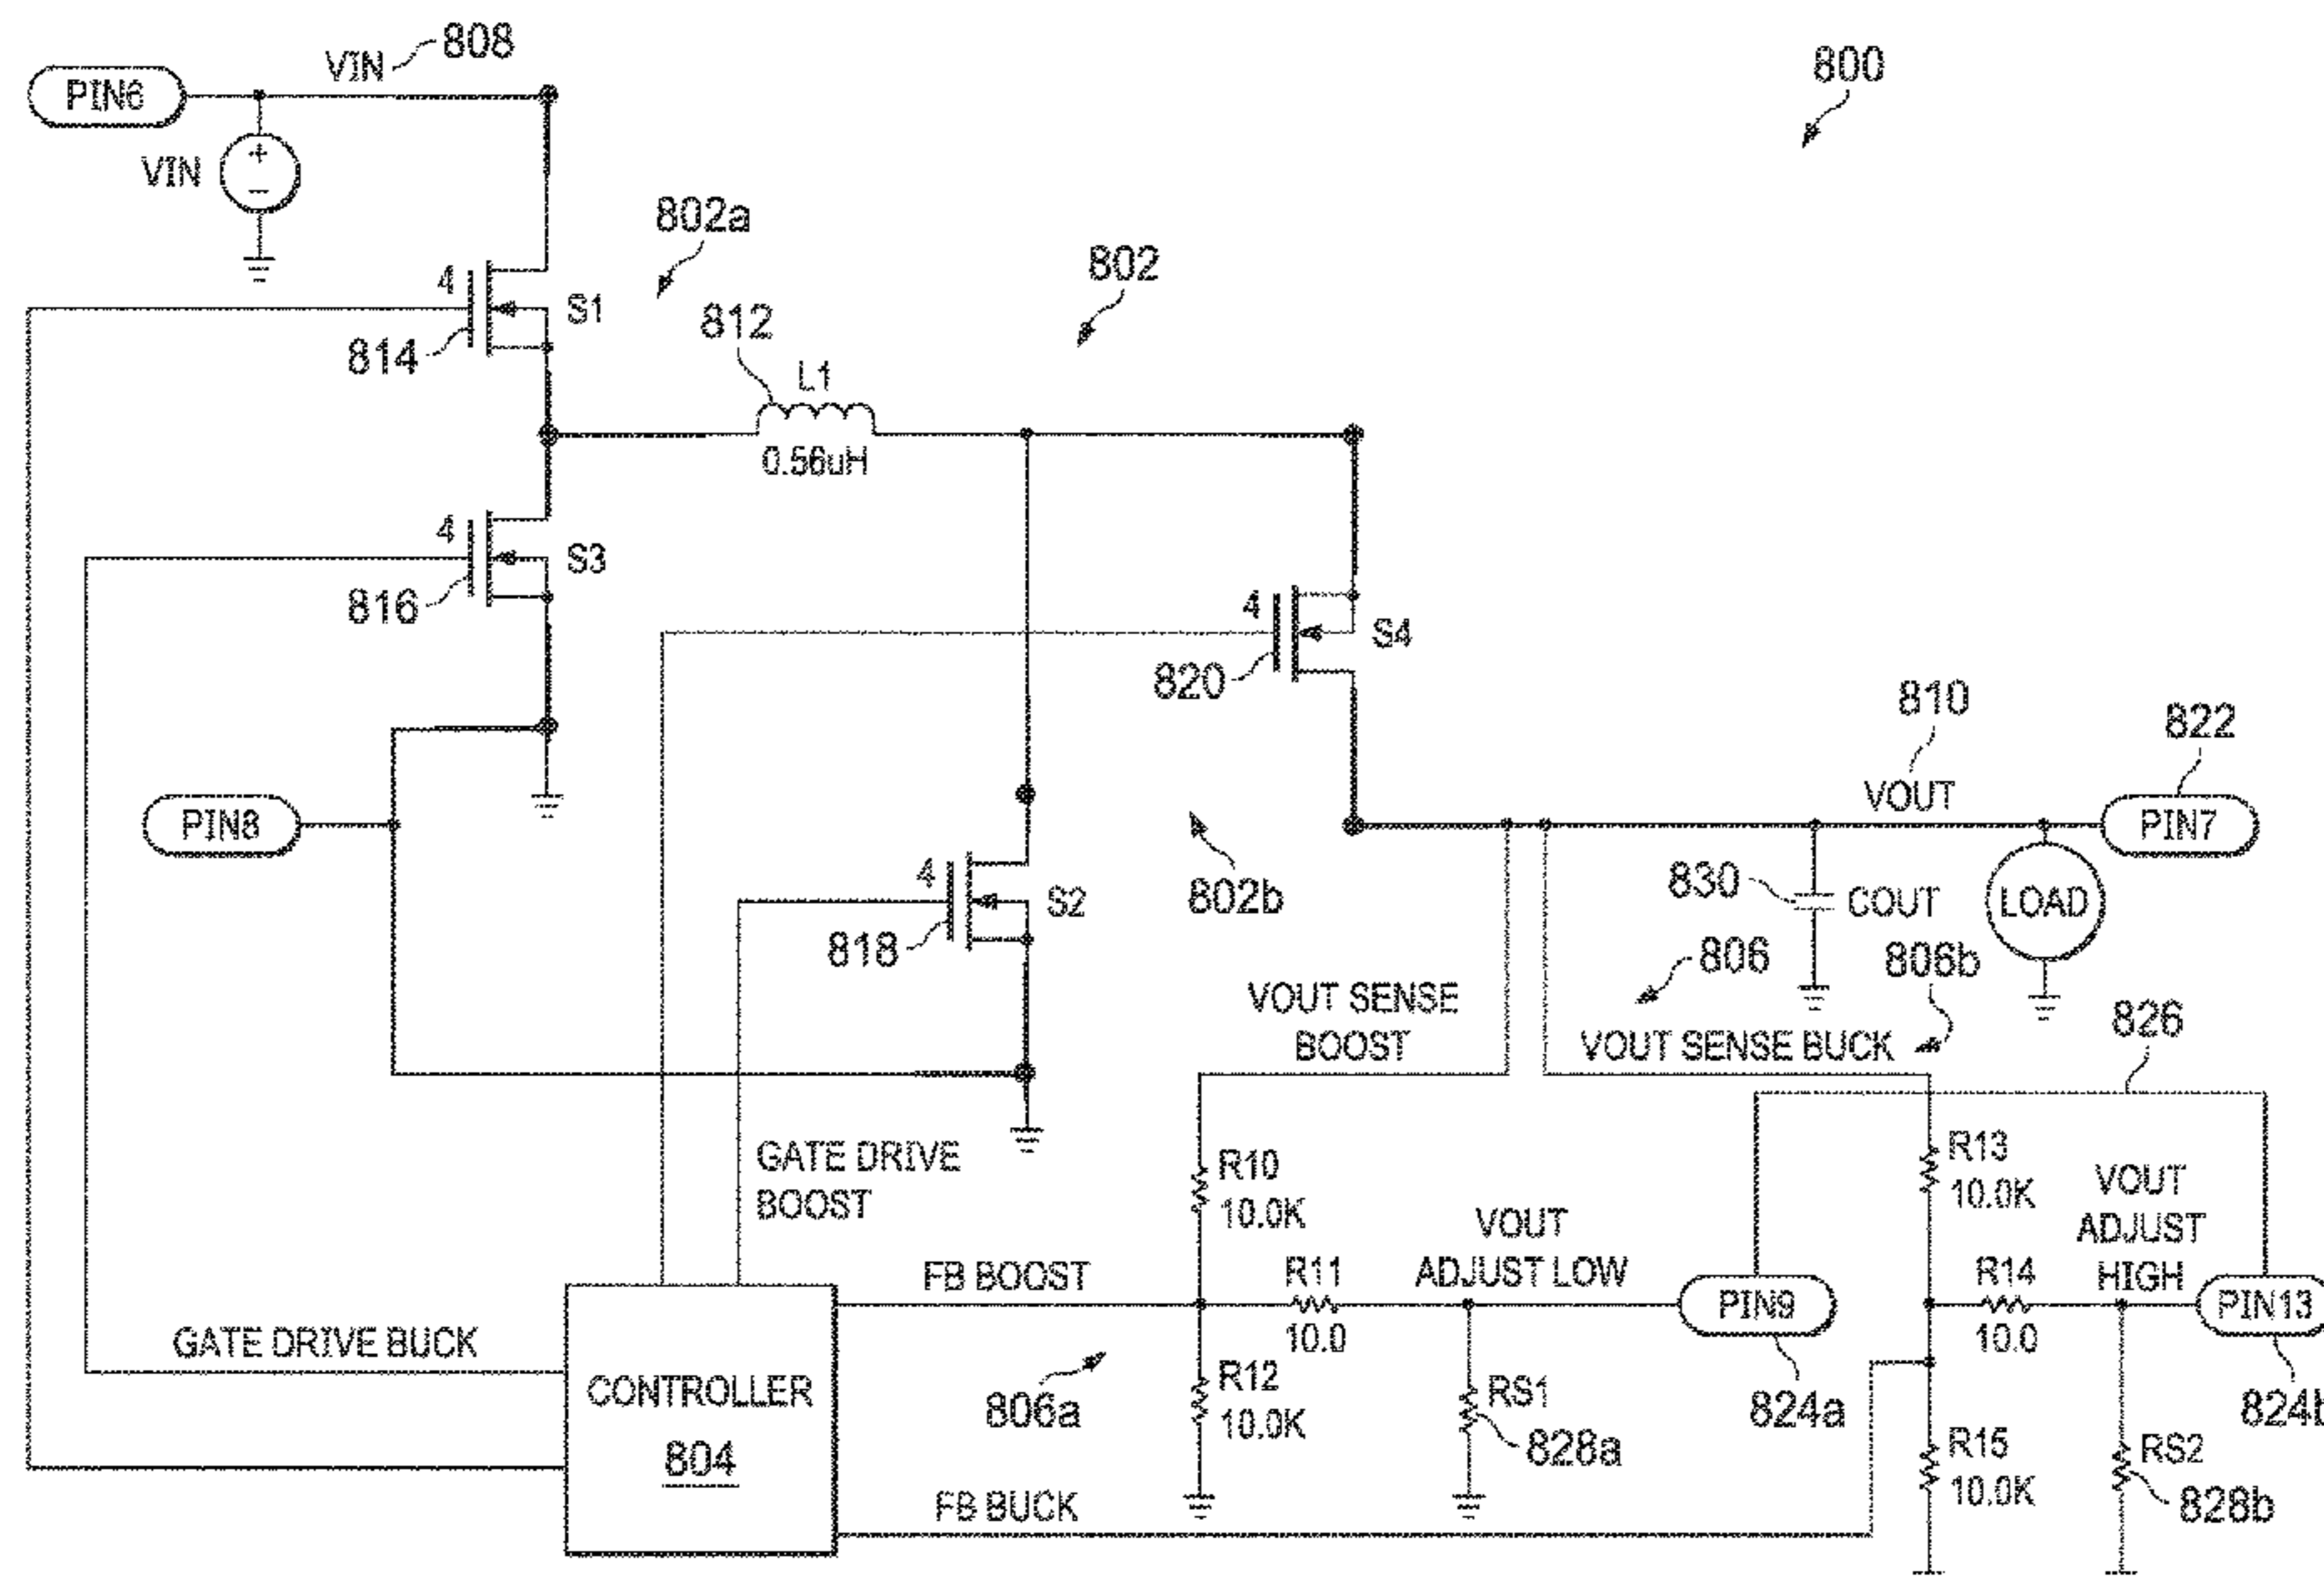 808
VIN
PIN6
800
VIN
802a
802
4
S1
814
812
L1
0.56uH
4
S3
816
4
S4
820
810
VOUT
822
PIN7
PIN8
4
S2
818
802b
830
COUT
LOAD
806
806b
VOUT SENSE
BOOST
VOUT SENSE BUCK
826
GATE DRIVE
BOOST
R10
10.0K
R13
10.0K
VOUT
ADJUST
HIGH
VOUT
ADJUST LOW
FB BOOST
R11
10.0
PIN9
R14
10.0
PIN13
GATE DRIVE BUCK
CONTROLLER
804
806a
R12
10.0K
RS1
828a
824a
824b
R15
10.0K
RS2
828b
FB BUCK